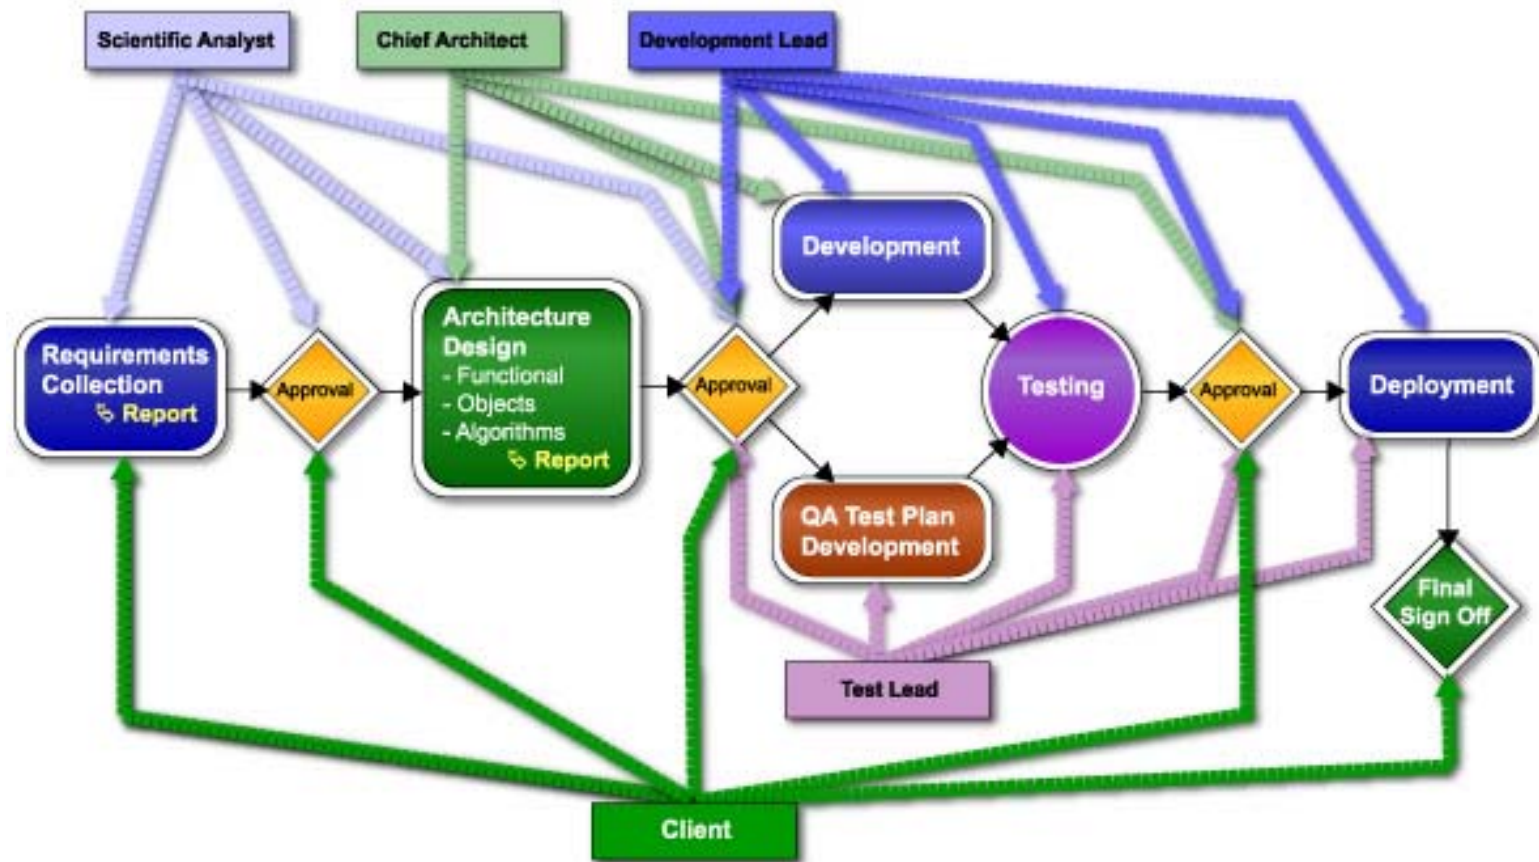 Scientific Analyst
Chief Architect
Development Lead
Requirements
Collection
Report
Approval
Architecture
Design
- Functional
- Objects
- Algorithms
Report
Approval
Development
QA Test Plan
Development
Testing
Approval
Deployment
Final
Sign Off
Test Lead
Client